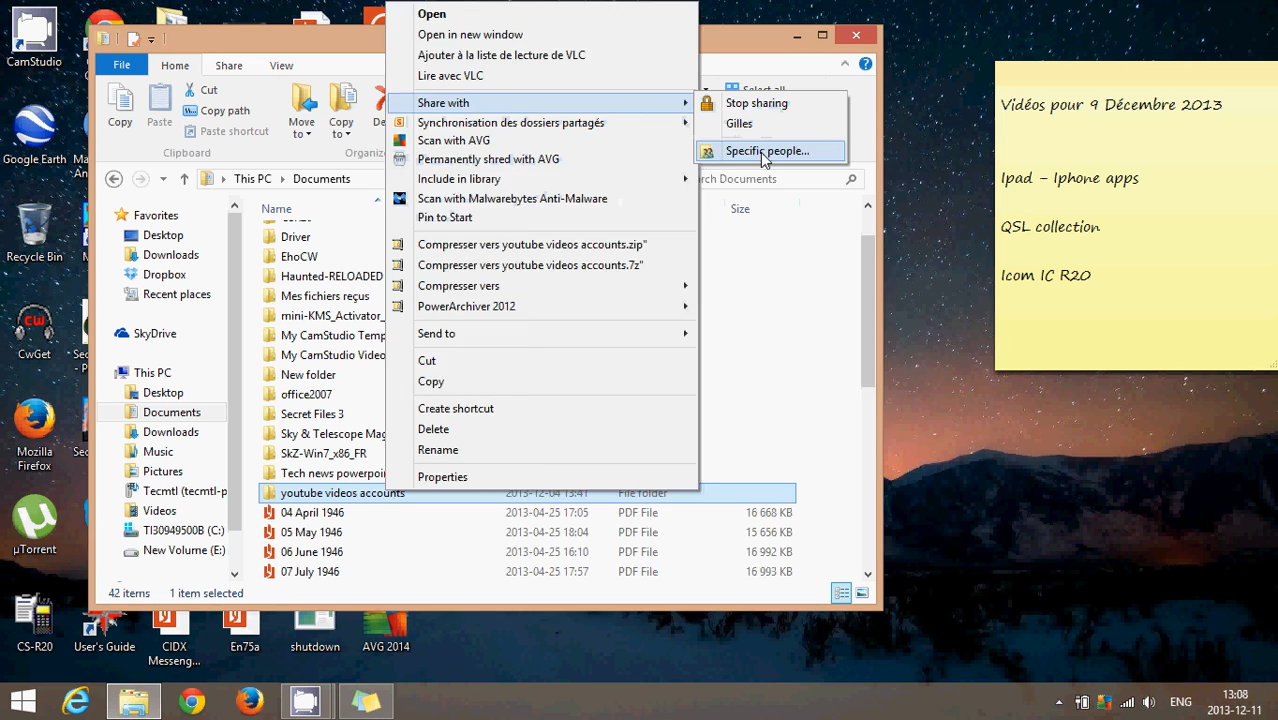 CamStudio
Google Earth
Recycle Bin
CwGet
Mozilla
Firefox
µTorrent
CS-R20
User's Guide
CIDX
Messeng...
En75a
shutdown
AVG 2014
File
Home
Share
View
Copy
Paste
Cut
Copy path
Paste shortcut
Clipboard
Move
to
Copy
to
Select all
This PC
Documents
Search Documents
Favorites
Desktop
Downloads
Dropbox
Recent places
SkyDrive
This PC
Desktop
Documents
Downloads
Music
Pictures
Tecmtl (tecmtl-p
Videos
TI30949500B (C:)
New Volume (E:)
Name
Size
Driver
EhoCW
Haunted-RELOADED
Mes fichiers reçus
mini-KMS_Activator_
My CamStudio Temp
My CamStudio Video
New folder
office2007
Secret Files 3
Sky & Telescope Mag
SkZ-Win7_x86_FR
Tech news powerpoin
youtube videos accounts 2013-12-04 13:41 File folder
04 April 1946 2013-04-25 17:05 PDF File 16 668 KB
05 May 1946 2013-04-25 18:04 PDF File 15 656 KB
06 June 1946 2013-04-25 16:10 PDF File 16 992 KB
07 July 1946 2013-04-25 17:57 PDF File 16 993 KB
42 items 1 item selected
Open
Open in new window
Ajouter à la liste de lecture de VLC
Lire avec VLC
Share with
Synchronisation des dossiers partagés
Scan with AVG
Permanently shred with AVG
Include in library
Scan with Malwarebytes Anti-Malware
Pin to Start
Compresser vers youtube videos accounts.zip"
Compresser vers youtube videos accounts.7z"
Compresser vers
PowerArchiver 2012
Send to
Cut
Copy
Create shortcut
Delete
Rename
Properties
Stop sharing
Gilles
Specific people...
Vidéos pour 9 Décembre 2013
Ipad - Iphone apps
QSL collection
Icom IC R20
ENG
13:08
2013-12-11